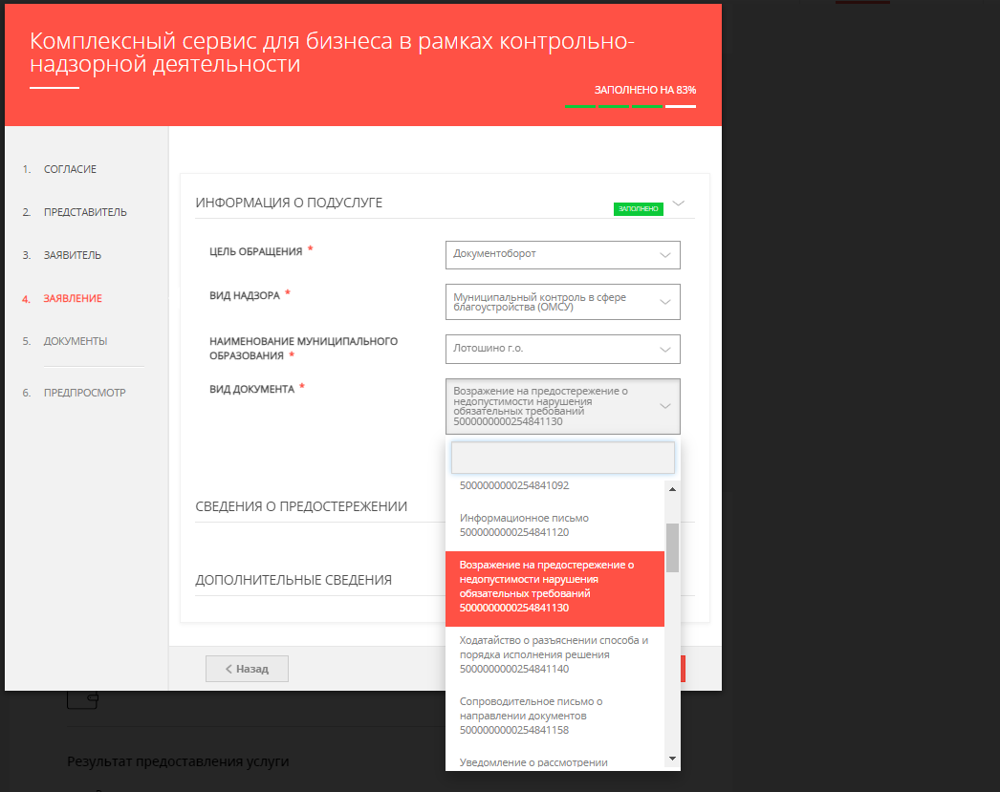 Комплексный сервис для бизнеса в рамках контрольно-
надзорной деятельности
ЗАПОЛНЕНО НА 83%
1. СОГЛАСИЕ
2. ПРЕДСТАВИТЕЛЬ
3. ЗАЯВИТЕЛЬ
4. ЗАЯВЛЕНИЕ
5. ДОКУМЕНТЫ
6. ПРЕДПРОСМОТР
ИНФОРМАЦИЯ О ПОДУСЛУГЕ
ЗАПОЛНЕНО
ЦЕЛЬ ОБРАЩЕНИЯ *
Документооборот
ВИД НАДЗОРА *
Муниципальный контроль в сфере
благоустройства (ОМСУ)
НАИМЕНОВАНИЕ МУНИЦИПАЛЬНОГО
ОБРАЗОВАНИЯ *
Лотошино г.о.
ВИД ДОКУМЕНТА *
Возражение на предостережение о
недопустимости нарушения
обязательных требований
5000000000254841130
5000000000254841092
Информационное письмо
5000000000254841120
Возражение на предостережение о
недопустимости нарушения
обязательных требований
5000000000254841130
Ходатайство о разъяснении способа и
порядка исполнения решения
5000000000254841140
Сопроводительное письмо о
направлении документов
5000000000254841158
Уведомление о рассмотрении
СВЕДЕНИЯ О ПРЕДОСТЕРЕЖЕНИИ
ДОПОЛНИТЕЛЬНЫЕ СВЕДЕНИЯ
Назад
Результат предоставления услуги